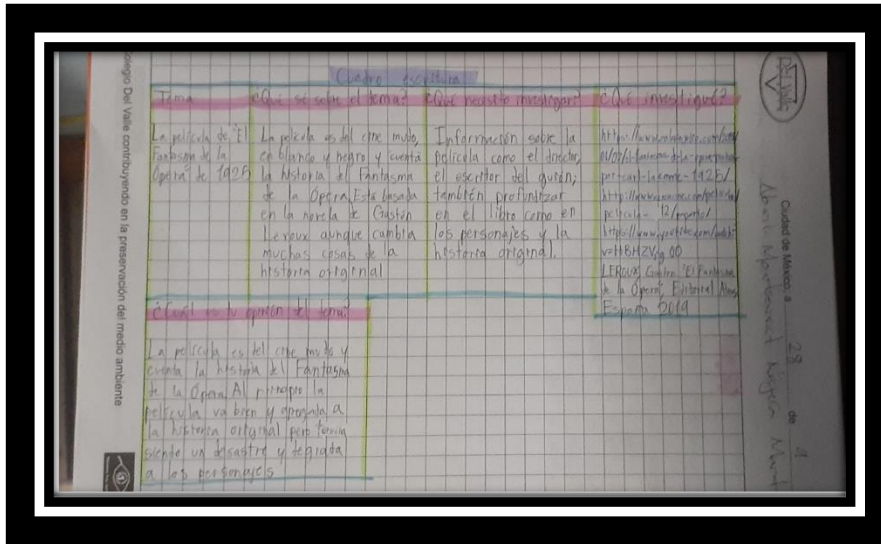 Cuadro escritura
Tema
La película de "El
Fantasma de la
Ópera" de 1925
¿Qué sé sobre el tema?
La película es del cine mudo,
en blanco y negro y cuenta
la historia del Fantasma
de la Ópera. Está basada
en la novela de Gastón
Leroux aunque cambia
muchas cosas de la
historia original
¿Qué necesito investigar?
Información sobre la
película como el director,
el escritor del guión;
también profundizar
en el libro como en
los personajes y la
historia original.
¿Qué investigué?
LEROUX, "El Fantasma
de la Ópera", Editorial
España 2019
¿Cuál es tu opinión del tema?
La película es del cine mudo y
cuenta la historia del Fantasma
de la Ópera. Al principio la
película va bien y apegada a
la historia original pero termina
siendo un desastre y degrada
a los personajes
Del Valle
Ciudad de México, a 28 de
Colegio Del Valle contribuyendo en la preservación del medio ambiente